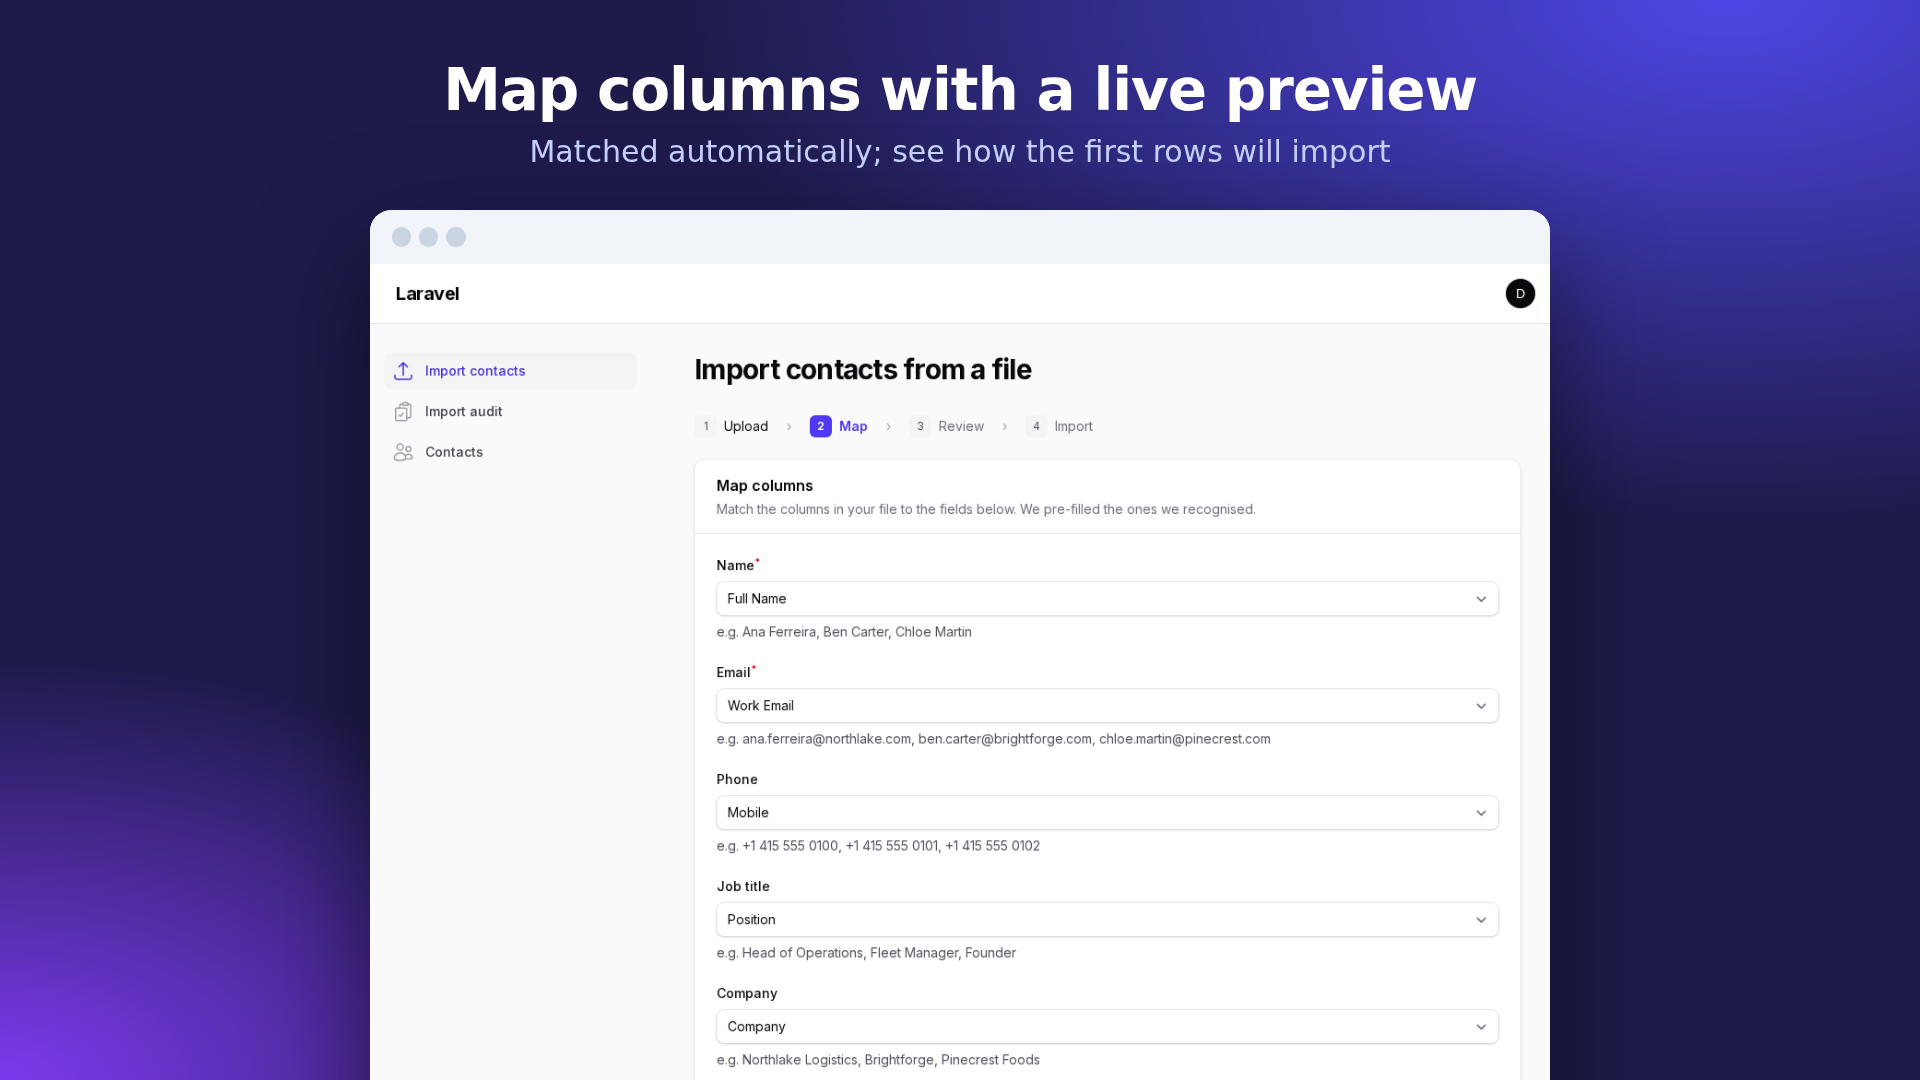 Map columns with a live preview
Matched automatically; see how the first rows will import
Laravel
D
Import contacts
Import audit
Contacts
Import contacts from a file
1 Upload › 2 Map › 3 Review › 4 Import
Map columns
Match the columns in your file to the fields below. We pre-filled the ones we recognised.
Name*
Full Name
e.g. Ana Ferreira, Ben Carter, Chloe Martin
Email*
Work Email
e.g. ana.ferreira@northlake.com, ben.carter@brightforge.com, chloe.martin@pinecrest.com
Phone
Mobile
e.g. +1 415 555 0100, +1 415 555 0101, +1 415 555 0102
Job title
Position
e.g. Head of Operations, Fleet Manager, Founder
Company
Company
e.g. Northlake Logistics, Brightforge, Pinecrest Foods